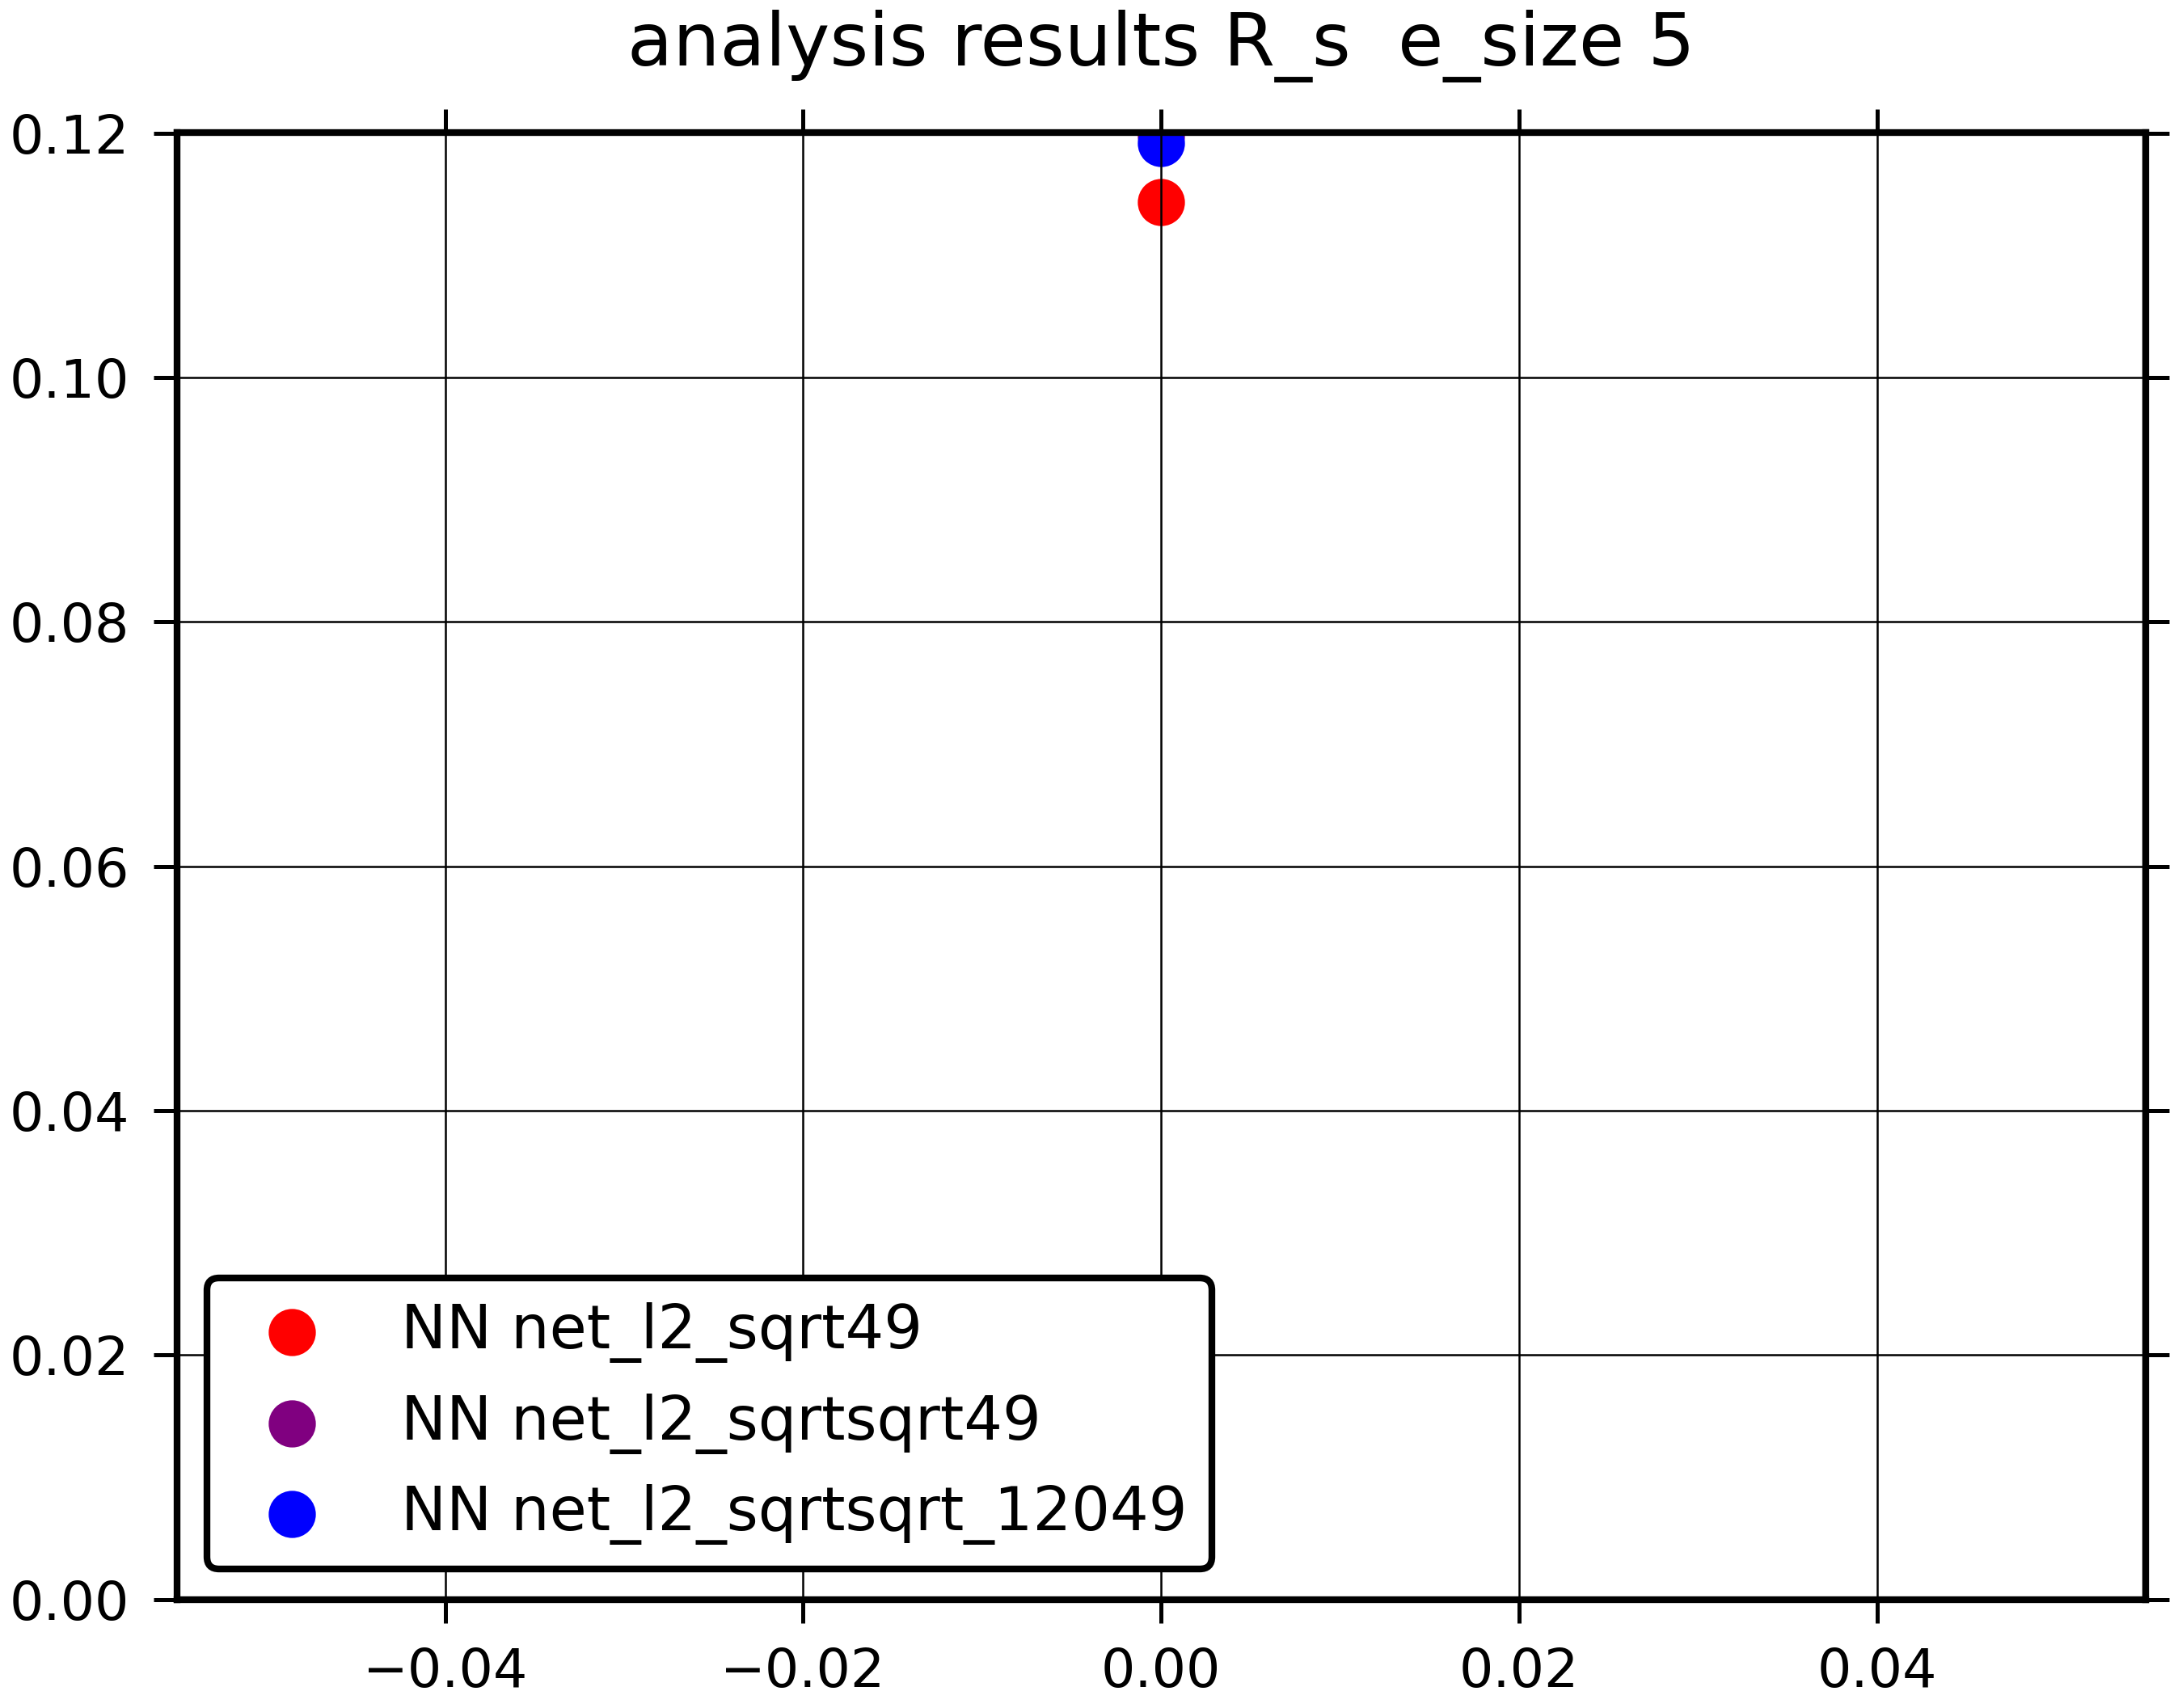 analysis results R_s  e_size 5
0.12
0.10
0.08
0.06
0.04
0.02
0.00
NN net_l2_sqrt49
NN net_l2_sqrtsqrt49
NN net_l2_sqrtsqrt_12049
−0.04 −0.02 0.00 0.02 0.04